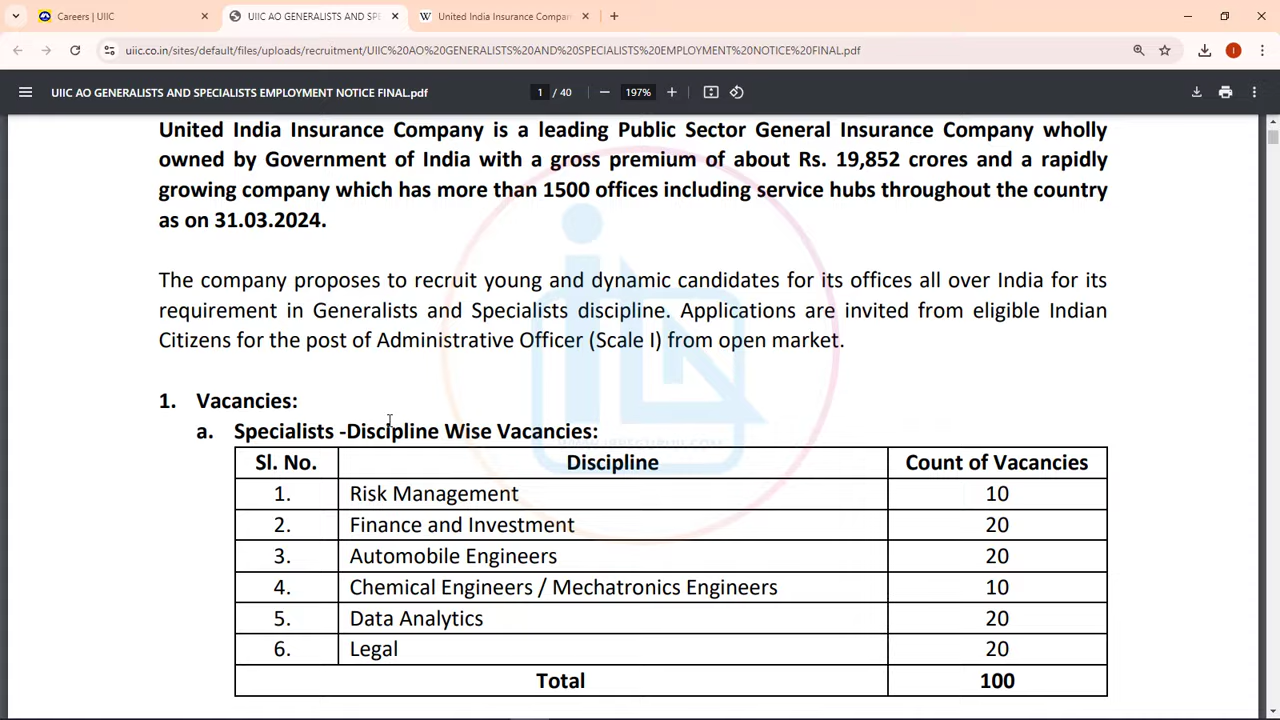 Careers | UIIC
UIIC AO GENERALISTS AND SPE
United India Insurance Compan
uiic.co.in/sites/default/files/uploads/recruitment/UIIC%20AO%20GENERALISTS%20AND%20SPECIALISTS%20EMPLOYMENT%20NOTICE%20FINAL.pdf
UIIC AO GENERALISTS AND SPECIALISTS EMPLOYMENT NOTICE FINAL.pdf 1 / 40 197%
United India Insurance Company is a leading Public Sector General Insurance Company wholly
owned by Government of India with a gross premium of about Rs. 19,852 crores and a rapidly
growing company which has more than 1500 offices including service hubs throughout the country
as on 31.03.2024.
The company proposes to recruit young and dynamic candidates for its offices all over India for its
requirement in Generalists and Specialists discipline. Applications are invited from eligible Indian
Citizens for the post of Administrative Officer (Scale I) from open market.
1. Vacancies:
a. Specialists -Discipline Wise Vacancies:
Sl. No. Discipline Count of Vacancies
1. Risk Management 10
2. Finance and Investment 20
3. Automobile Engineers 20
4. Chemical Engineers / Mechatronics Engineers 10
5. Data Analytics 20
6. Legal 20
Total 100